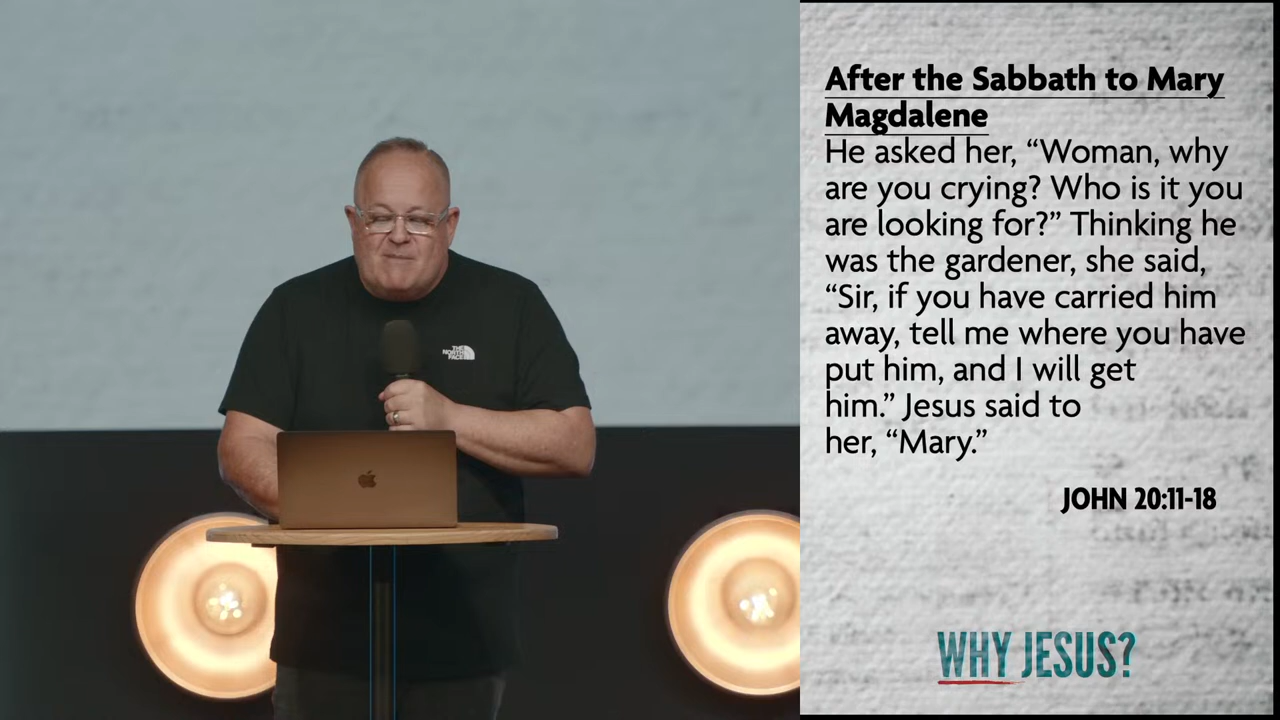 THE
NORTH
FACE
After the Sabbath to Mary
Magdalene
He asked her, “Woman, why
are you crying? Who is it you
are looking for?” Thinking he
was the gardener, she said,
“Sir, if you have carried him
away, tell me where you have
put him, and I will get
him.” Jesus said to
her, “Mary.”
JOHN 20:11-18
WHY JESUS?